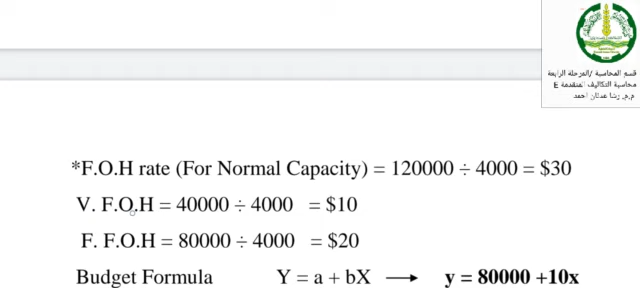 قسم المحاسبة /المرحلة الرابعة
محاسبة التكاليف المتقدمة E
م.م. رشا عدنان احمد
*F.O.H rate (For Normal Capacity) = 120000 ÷ 4000 = $30
V. F.O.H = 40000 ÷ 4000 = $10
F. F.O.H = 80000 ÷ 4000 = $20
Budget Formula Y = a + bX → y = 80000 +10x